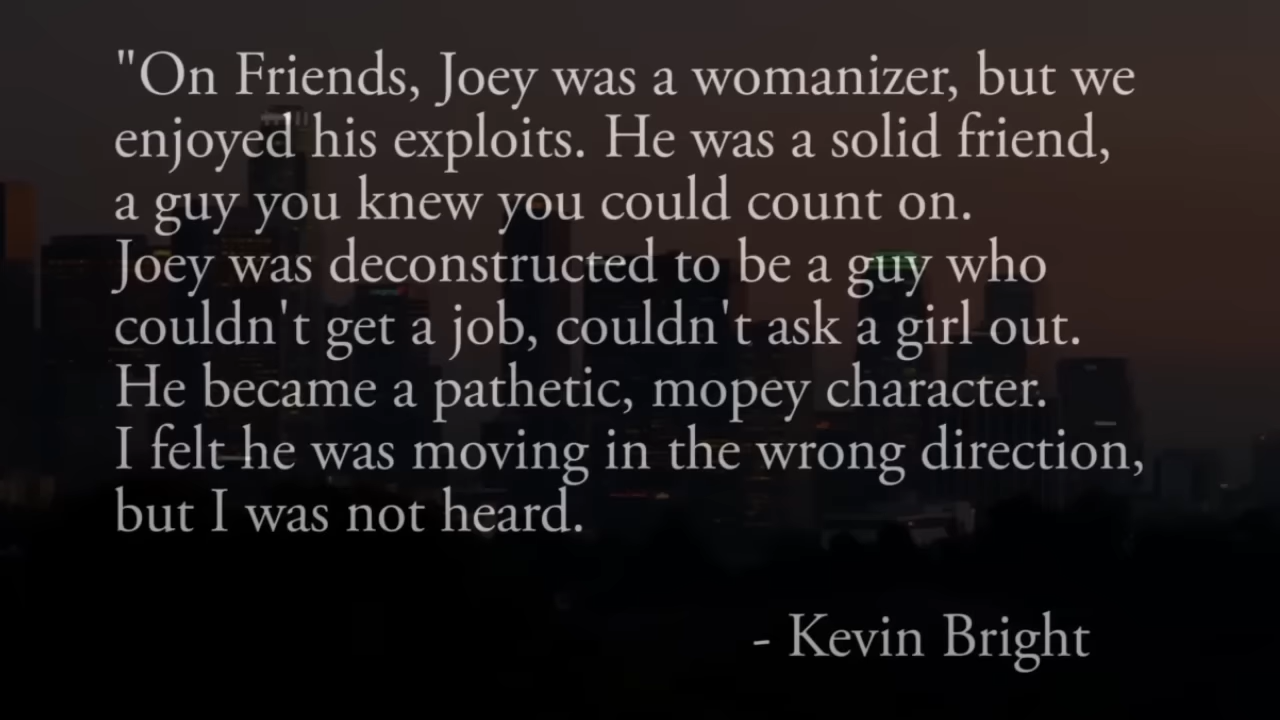 "On Friends, Joey was a womanizer, but we
enjoyed his exploits. He was a solid friend,
a guy you knew you could count on.
Joey was deconstructed to be a guy who
couldn't get a job, couldn't ask a girl out.
He became a pathetic, mopey character.
I felt he was moving in the wrong direction,
but I was not heard.
- Kevin Bright